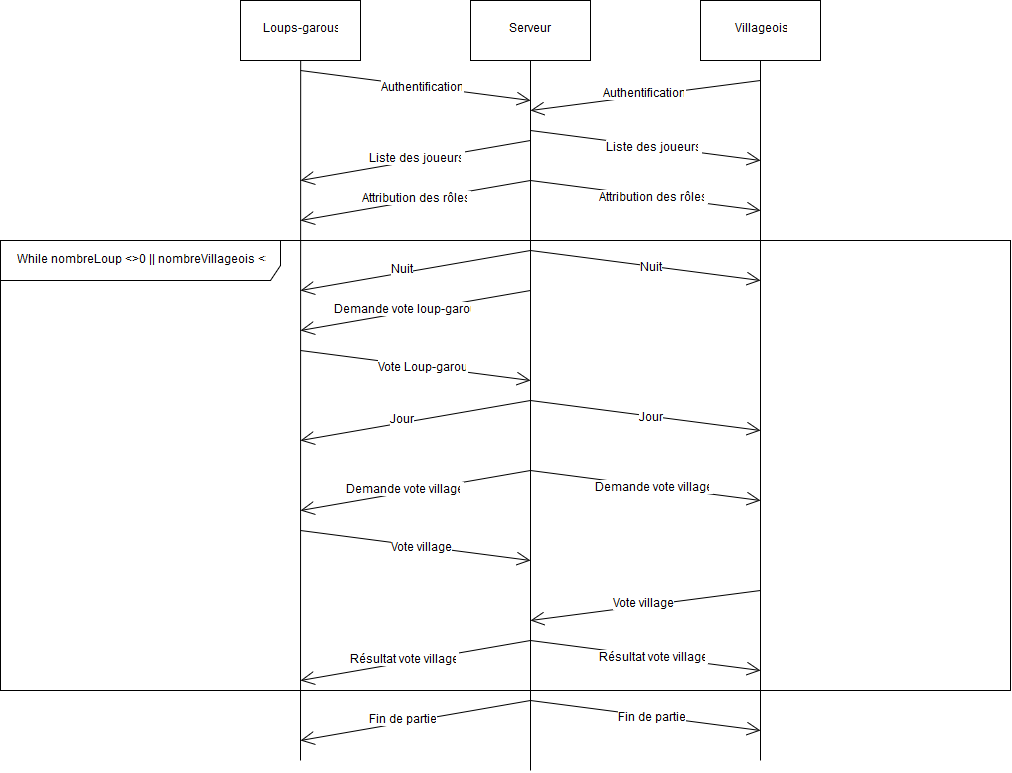 Loups-garous
Serveur
Villageois
Authentification
Authentification
Liste des joueurs
Liste des joueurs
Attribution des rôles
Attribution des rôles
While nombreLoup <>0 || nombreVillageois <
Nuit
Nuit
Demande vote loup-garo
Vote Loup-garou
Jour
Jour
Demande vote village
Demande vote village
Vote village
Vote village
Résultat vote village
Résultat vote village
Fin de partie
Fin de partie